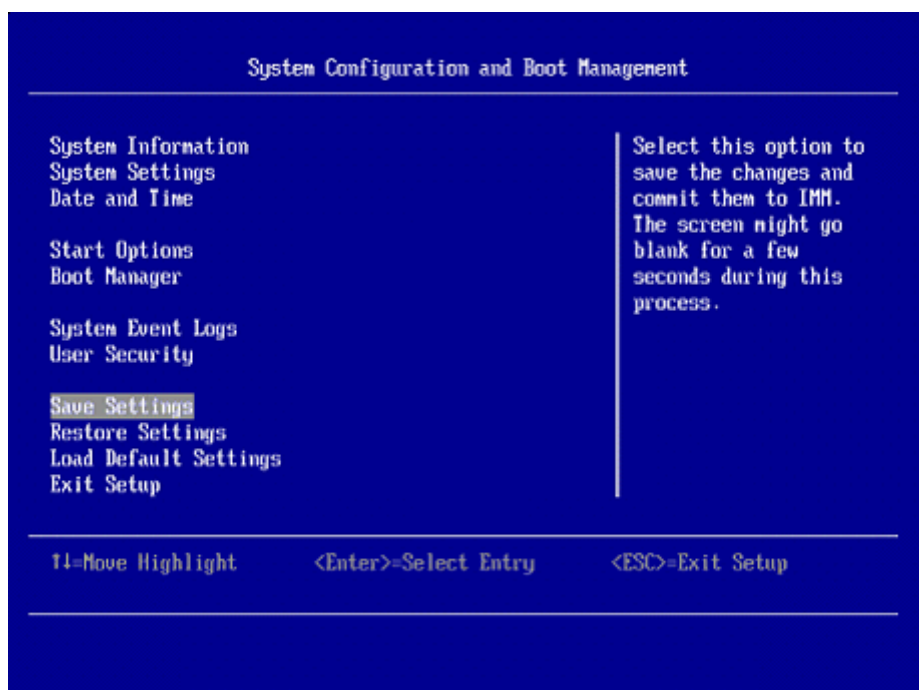 System Configuration and Boot Management
System Information
System Settings
Date and Time
Start Options
Boot Manager
System Event Logs
User Security
Save Settings
Restore Settings
Load Default Settings
Exit Setup
Select this option to
save the changes and
commit them to IMM.
The screen might go
blank for a few
seconds during this
process.
↑↓=Move Highlight <Enter>=Select Entry <ESC>=Exit Setup